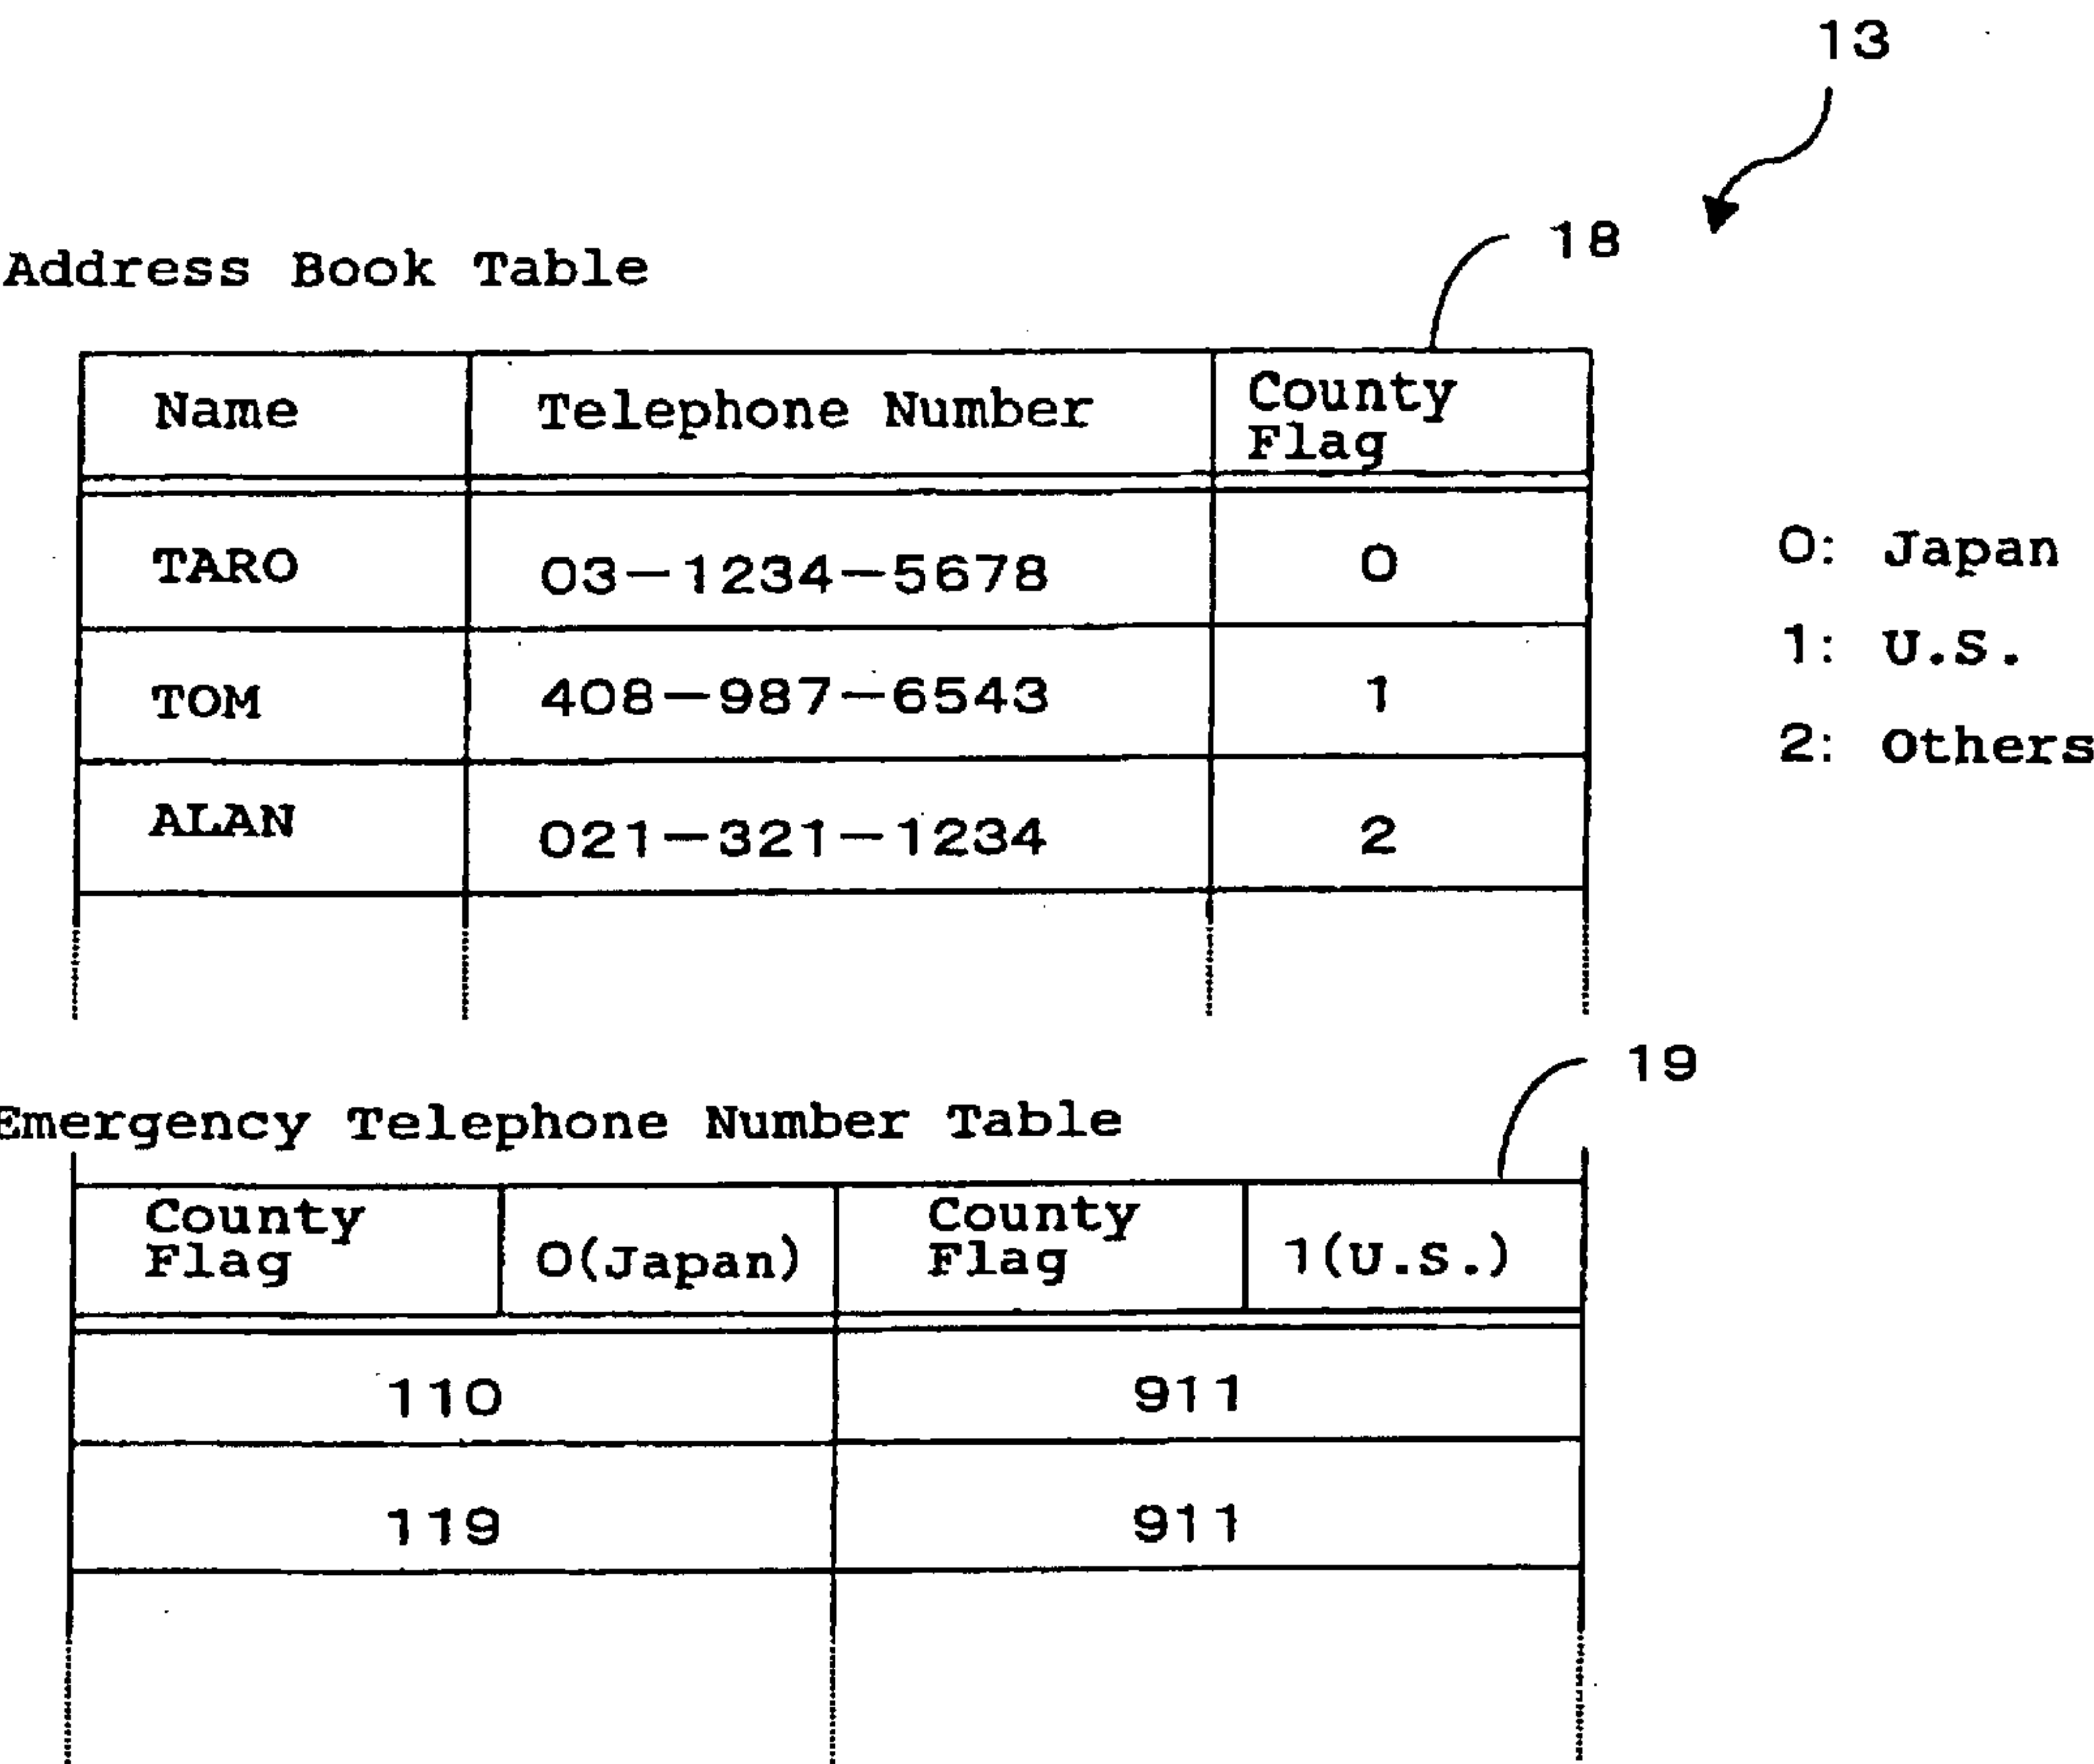 13
18
Address Book Table
Name Telephone Number County Flag
TARO 03-1234-5678 0
TOM 408-987-6543 1
ALAN 021-321-1234 2
0: Japan
1: U.S.
2: Others
19
Emergency Telephone Number Table
County Flag 0(Japan) County Flag 1(U.S.)
110 911
119 911